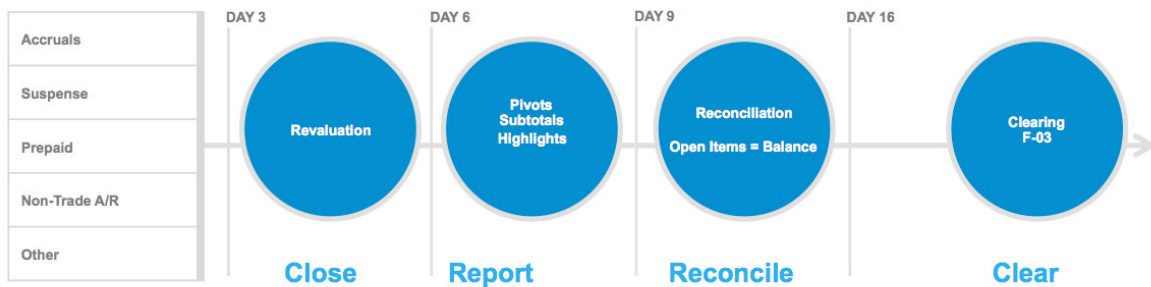 Accruals
Suspense
Prepaid
Non-Trade A/R
Other
DAY 3
Revaluation
Close
DAY 6
Pivots
Subtotals
Highlights
Report
DAY 9
Reconciliation
Open Items = Balance
Reconcile
DAY 16
Clearing
F-03
Clear